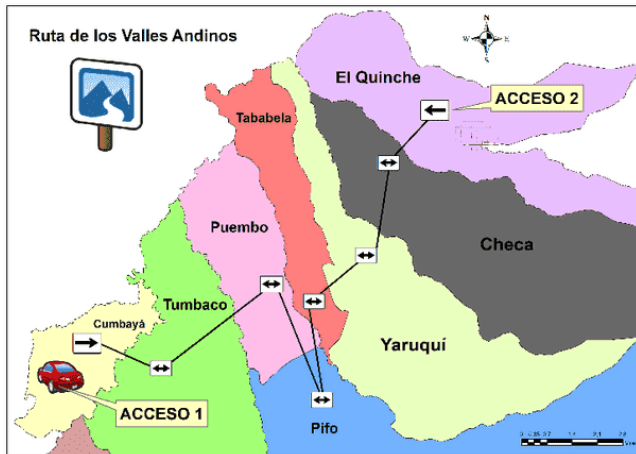 Ruta de los Valles Andinos
N
W
E
S
El Quinche
ACCESO 2
Tababela
Puembo
Checa
Tumbaco
Cumbayá
Yaruquí
ACCESO 1
Pifo